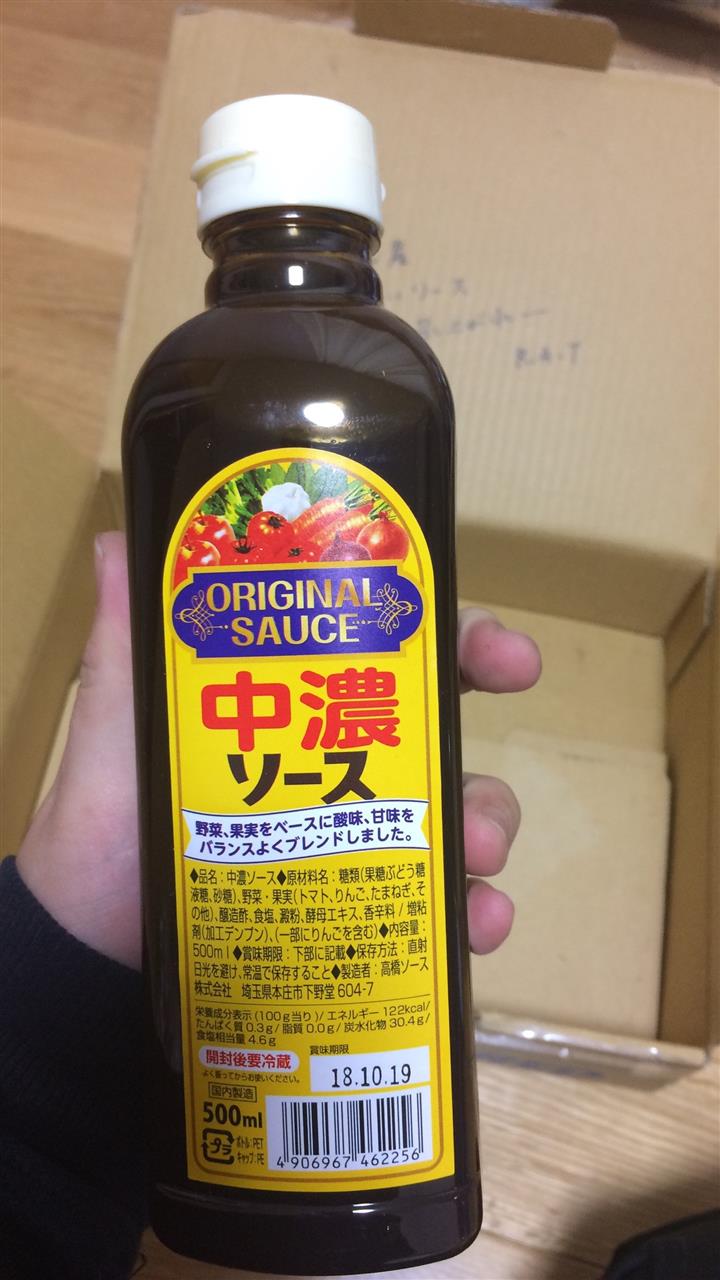 ソース
R.A.T
ORIGINAL
SAUCE
中濃
ソース
野菜、果実をベースに酸味、甘味を
バランスよくブレンドしました。
◆品名：中濃ソース◆原材料名：糖類(果糖ぶどう糖
液糖、砂糖)、野菜・果実(トマト、りんご、たまねぎ、そ
の他)、醸造酢、食塩、澱粉、酵母エキス、香辛料 / 増粘
剤(加工デンプン)、(一部にりんごを含む)◆内容量：
500ml◆賞味期限：下部に記載◆保存方法：直射
日光を避け、常温で保存すること◆製造者：高橋ソース
株式会社 埼玉県本庄市下野堂 604-7
栄養成分表示 (100g当り)/ エネルギー 122kcal/
たんぱく質 0.3g/ 脂質 0.0g/ 炭水化物 30.4g/
食塩相当量 4.6g
開封後要冷蔵
よく振ってからお使いください。
賞味期限
18.10.19
国内製造
500ml
プラ
ボトル:PET
キャップ:PE
4 906967 462256